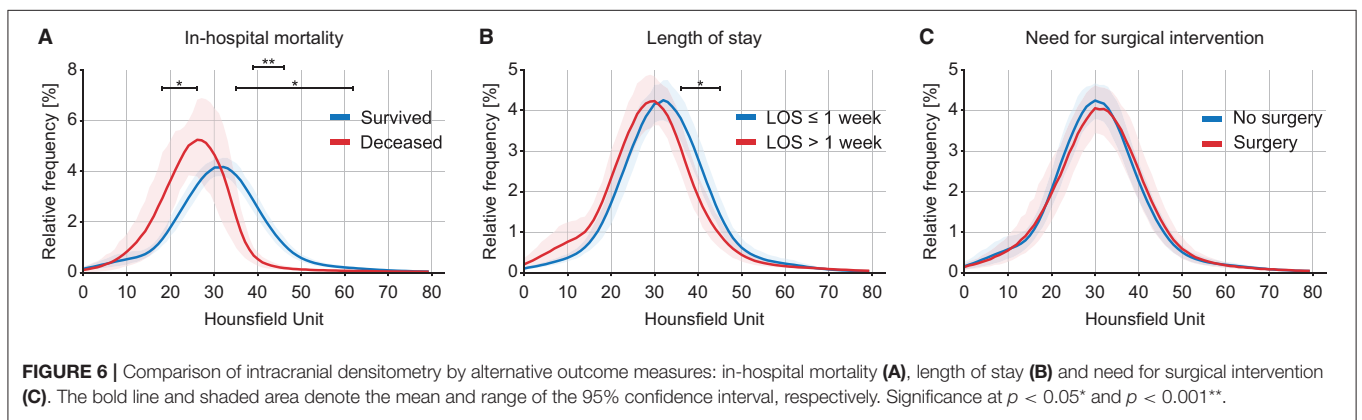 A
In-hospital mortality
Relative frequency [%]
8
6
4
2
0
*
**
*
Survived
Deceased
0 10 20 30 40 50 60 70 80
Hounsfield Unit
B
Length of stay
Relative frequency [%]
5
4
3
2
1
0
*
LOS ≤ 1 week
LOS > 1 week
0 10 20 30 40 50 60 70 80
Hounsfield Unit
C
Need for surgical intervention
Relative frequency [%]
5
4
3
2
1
0
No surgery
Surgery
0 10 20 30 40 50 60 70 80
Hounsfield Unit
FIGURE 6 | Comparison of intracranial densitometry by alternative outcome measures: in-hospital mortality (A), length of stay (B) and need for surgical intervention
(C). The bold line and shaded area denote the mean and range of the 95% confidence interval, respectively. Significance at p < 0.05* and p < 0.001**.